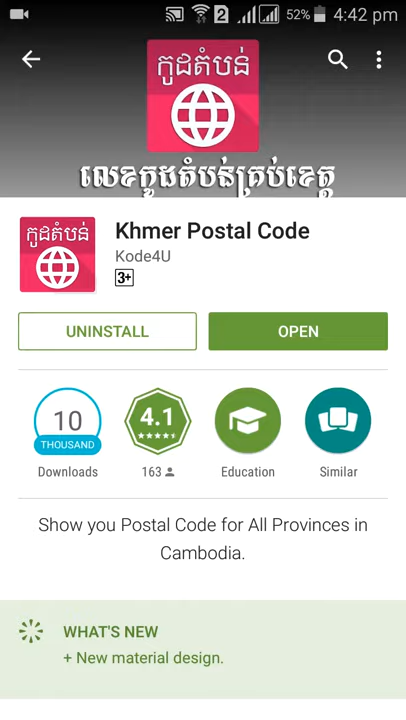 2
52%
4:42 pm
កូដតំបន់
លេខកូដតំបន់គ្រប់ខេត្ត
កូដតំបន់
Khmer Postal Code
Kode4U
3+
UNINSTALL
OPEN
10
THOUSAND
Downloads
4.1
163
Education
Similar
Show you Postal Code for All Provinces in
Cambodia.
WHAT'S NEW
+ New material design.